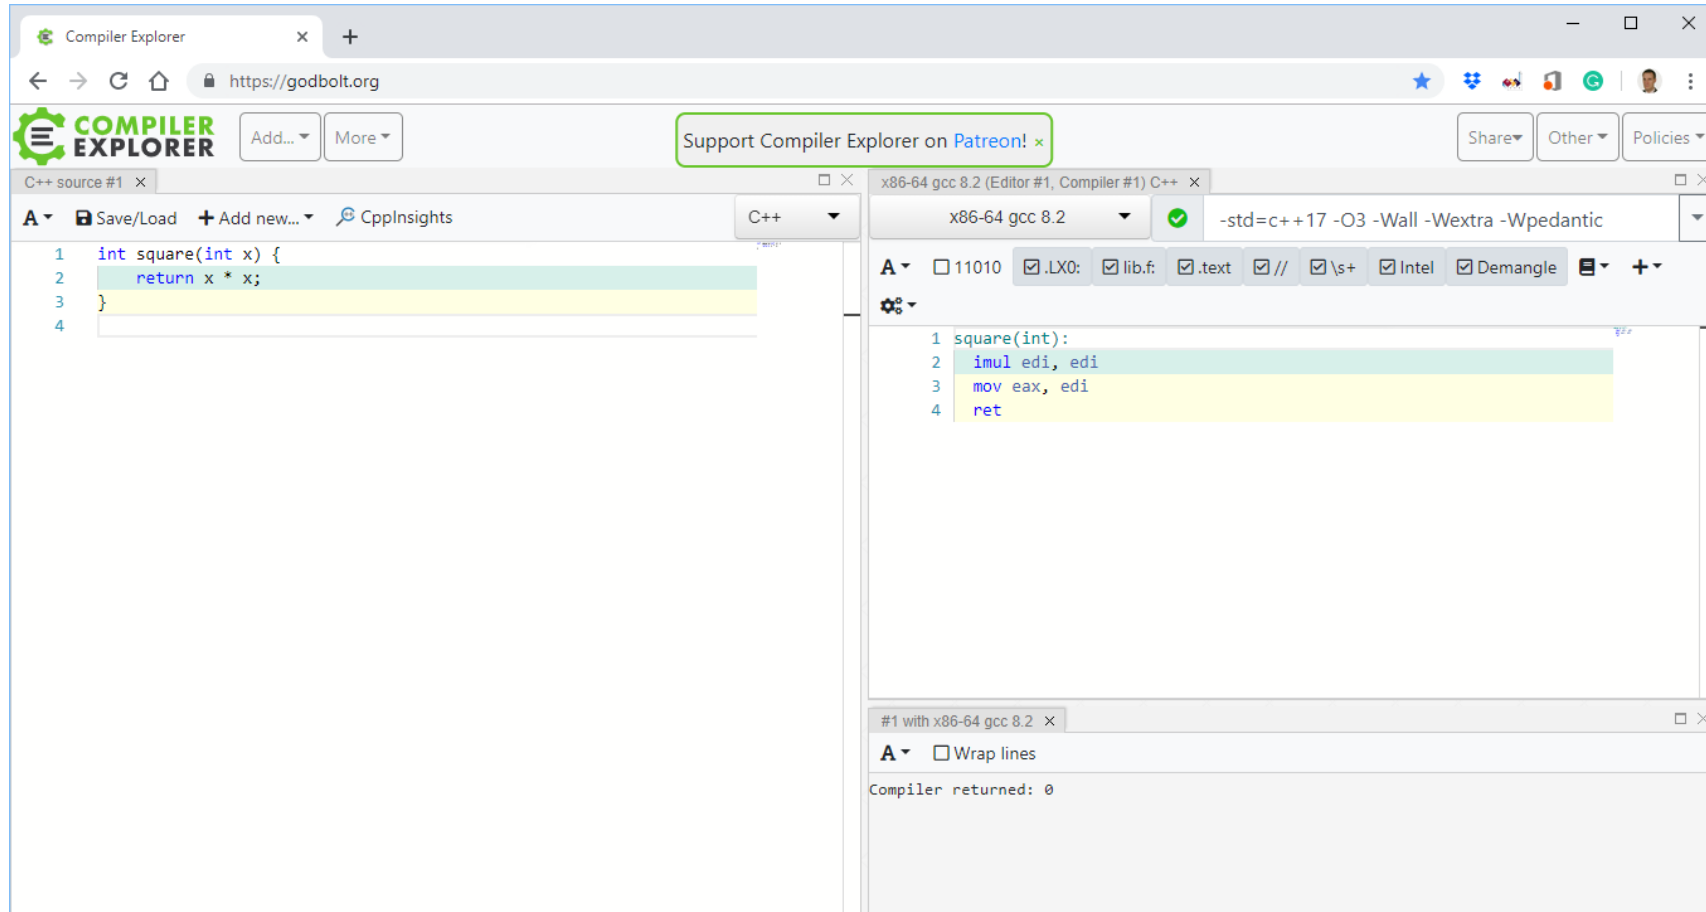 Compiler Explorer
https://godbolt.org
COMPILER
EXPLORER
Add...
More
Support Compiler Explorer on Patreon! ×
Share
Other
Policies
C++ source #1
A
Save/Load
Add new...
CppInsights
C++
1 int square(int x) {
2 return x * x;
3 }
4
x86-64 gcc 8.2 (Editor #1, Compiler #1) C++
x86-64 gcc 8.2
-std=c++17 -O3 -Wall -Wextra -Wpedantic
A
11010
.LX0:
lib.f:
.text
//
\s+
Intel
Demangle
1 square(int):
2 imul edi, edi
3 mov eax, edi
4 ret
#1 with x86-64 gcc 8.2
A
Wrap lines
Compiler returned: 0